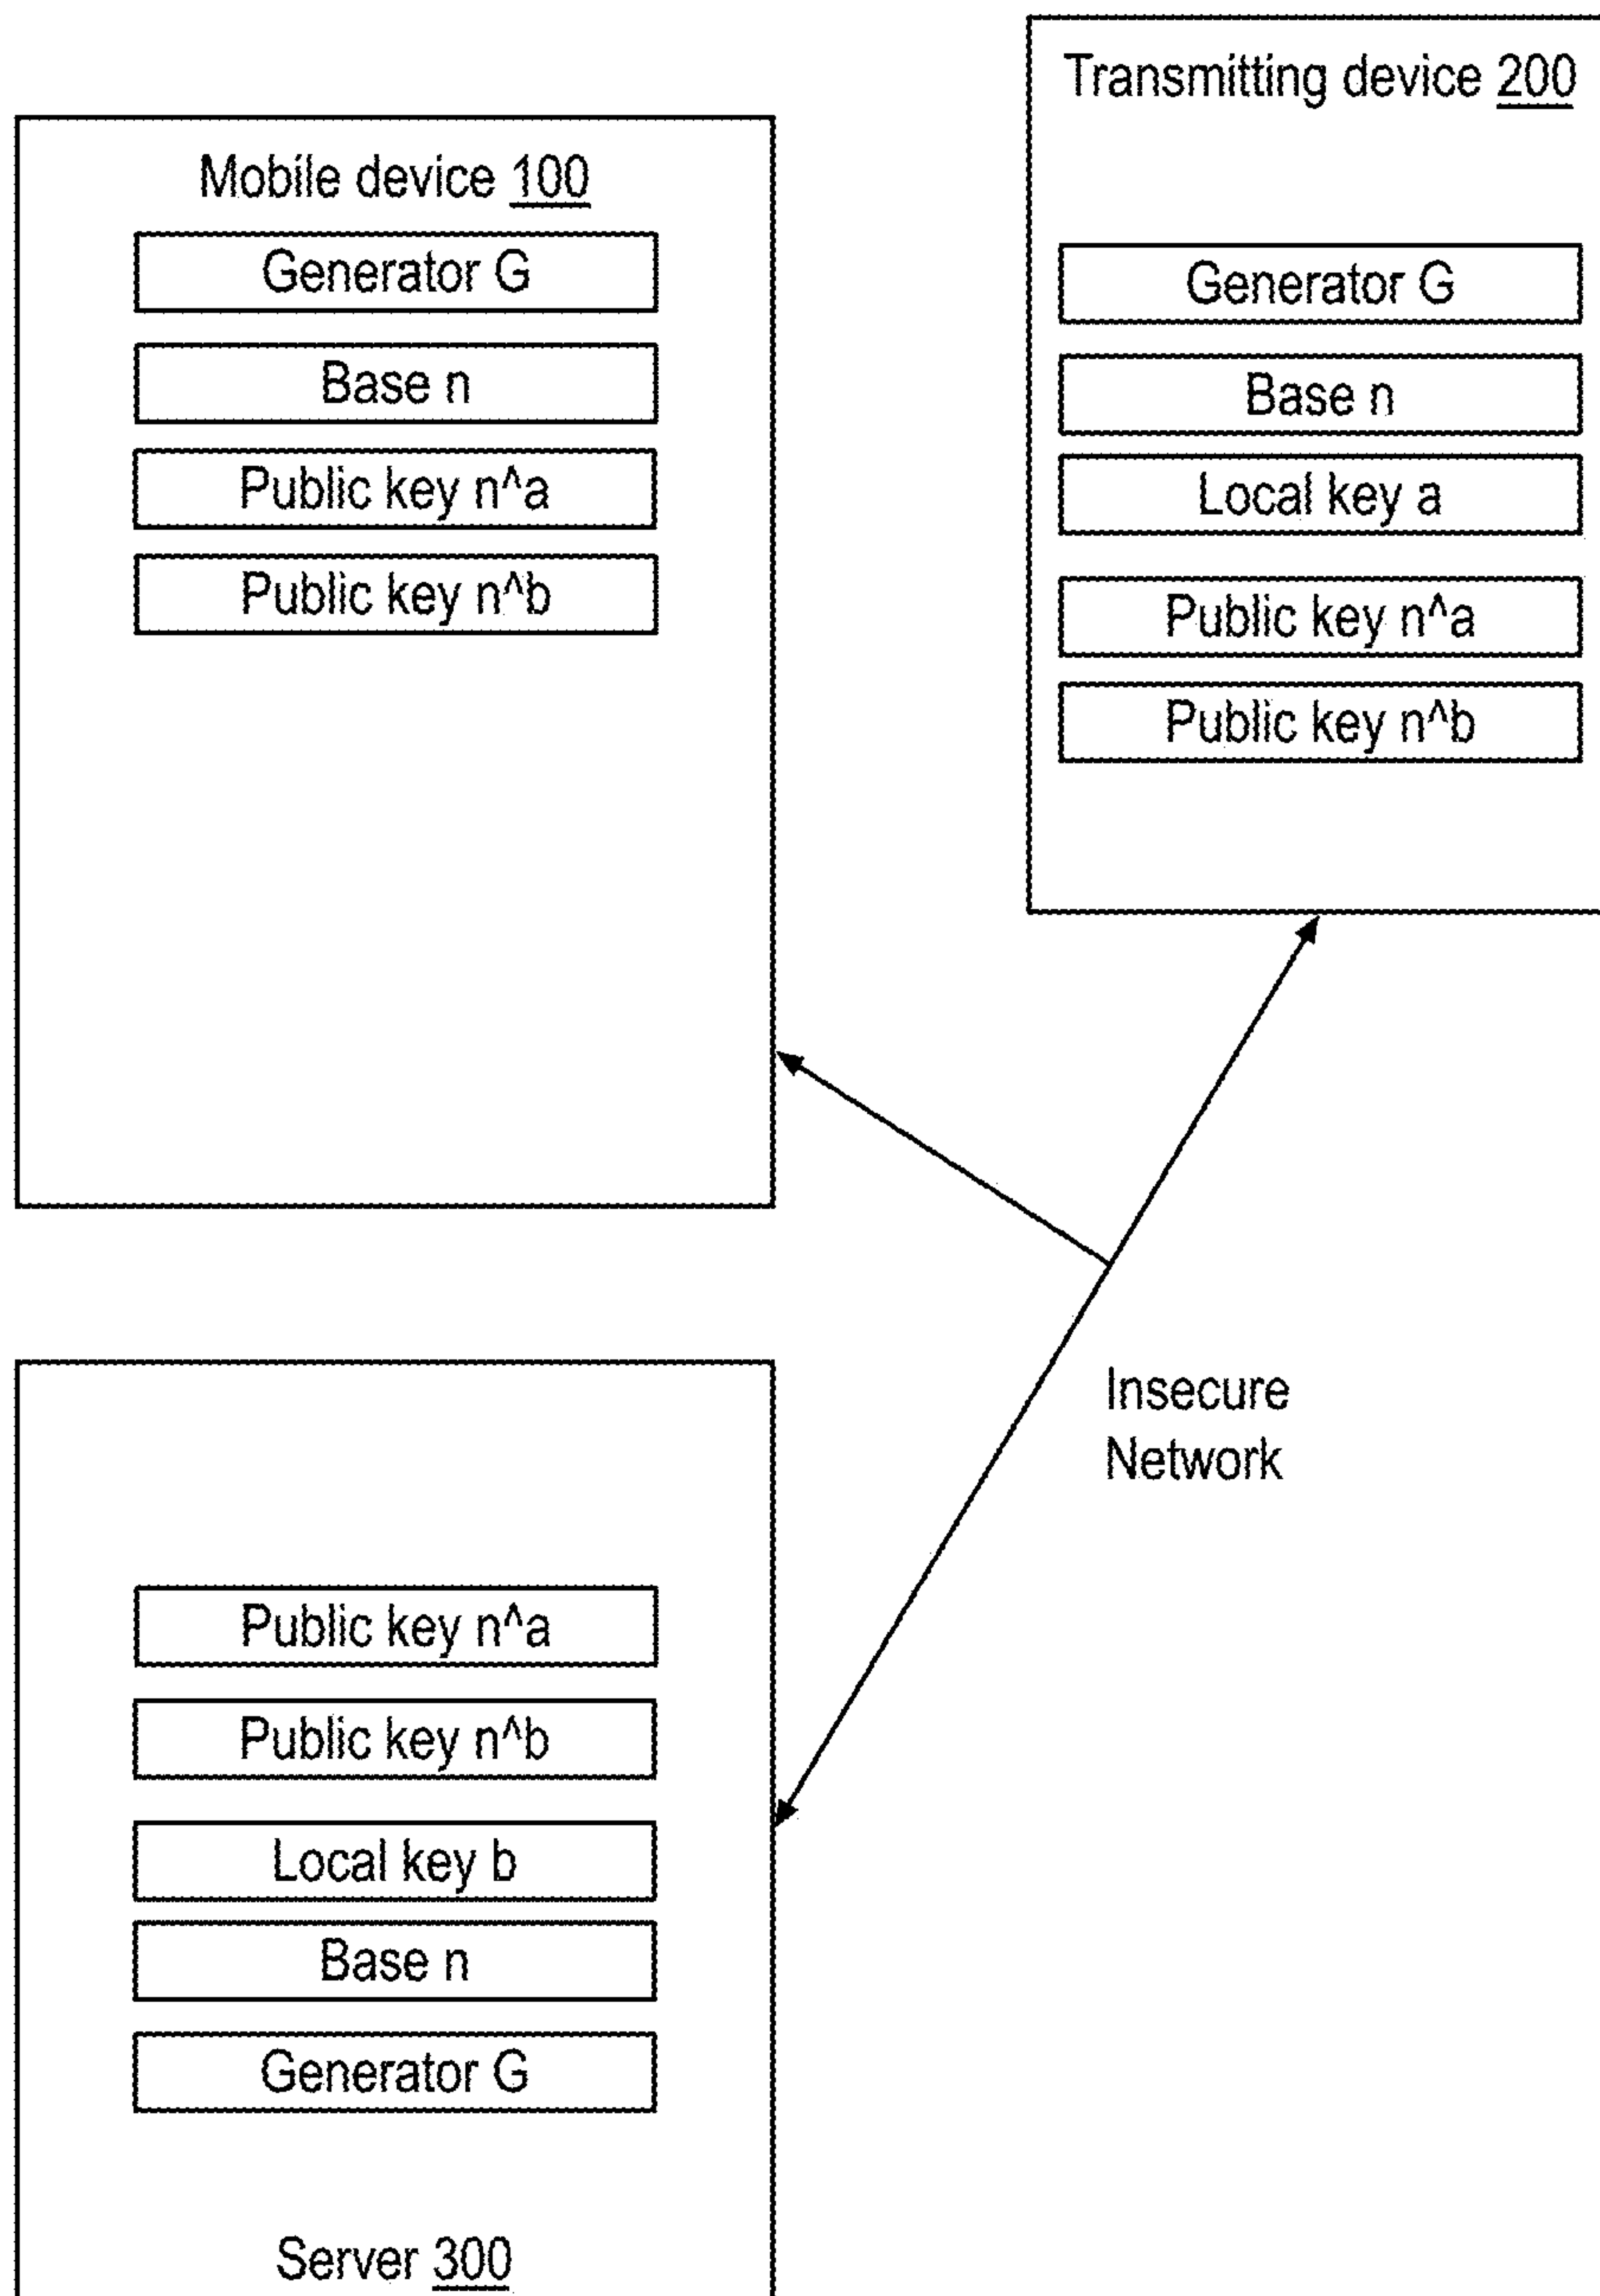 Transmitting device 200
Generator G
Base n
Local key a
Public key n^a
Public key n^b
Mobile device 100
Generator G
Base n
Public key n^a
Public key n^b
Insecure
Network
Public key n^a
Public key n^b
Local key b
Base n
Generator G
Server 300